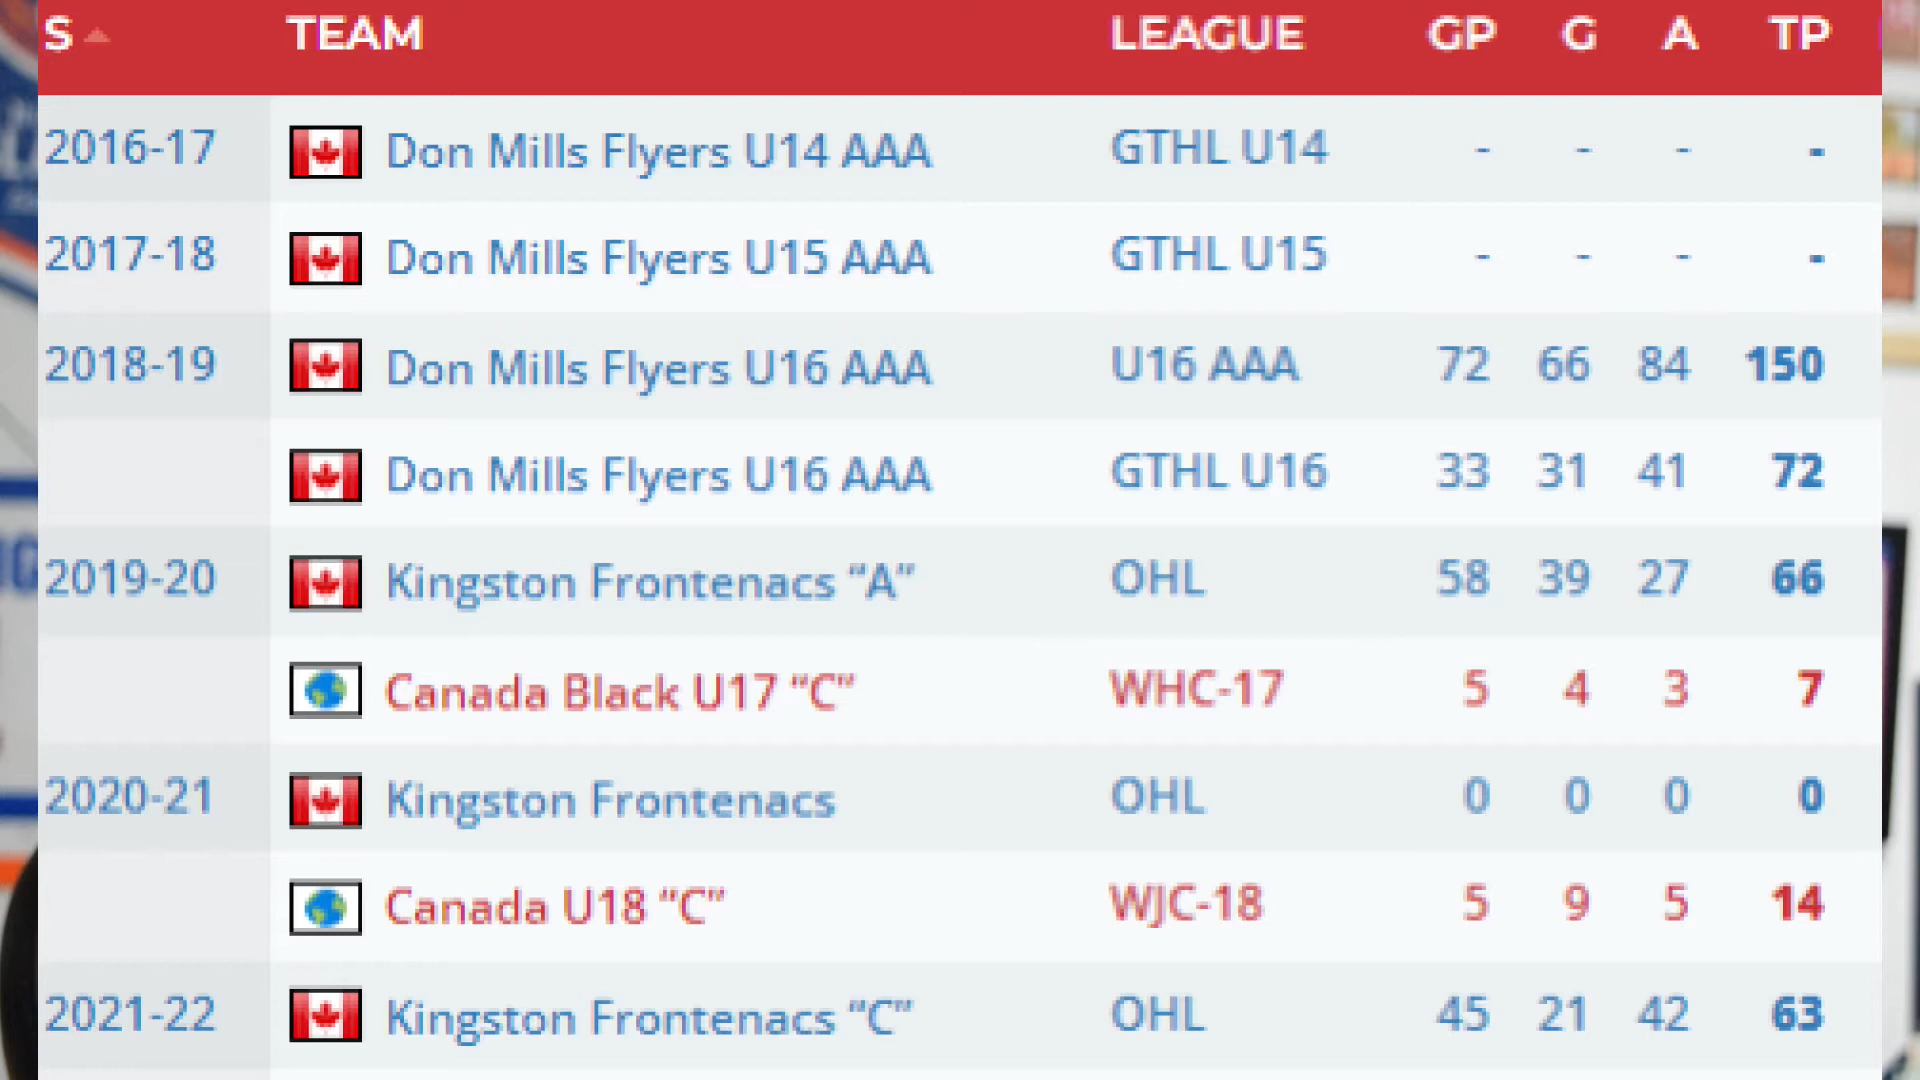 S TEAM LEAGUE GP G A TP
2016-17 Don Mills Flyers U14 AAA GTHL U14 - - - -
2017-18 Don Mills Flyers U15 AAA GTHL U15 - - - -
2018-19 Don Mills Flyers U16 AAA U16 AAA 72 66 84 150
Don Mills Flyers U16 AAA GTHL U16 33 31 41 72
2019-20 Kingston Frontenacs “A” OHL 58 39 27 66
Canada Black U17 “C” WHC-17 5 4 3 7
2020-21 Kingston Frontenacs OHL 0 0 0 0
Canada U18 “C” WJC-18 5 9 5 14
2021-22 Kingston Frontenacs “C” OHL 45 21 42 63